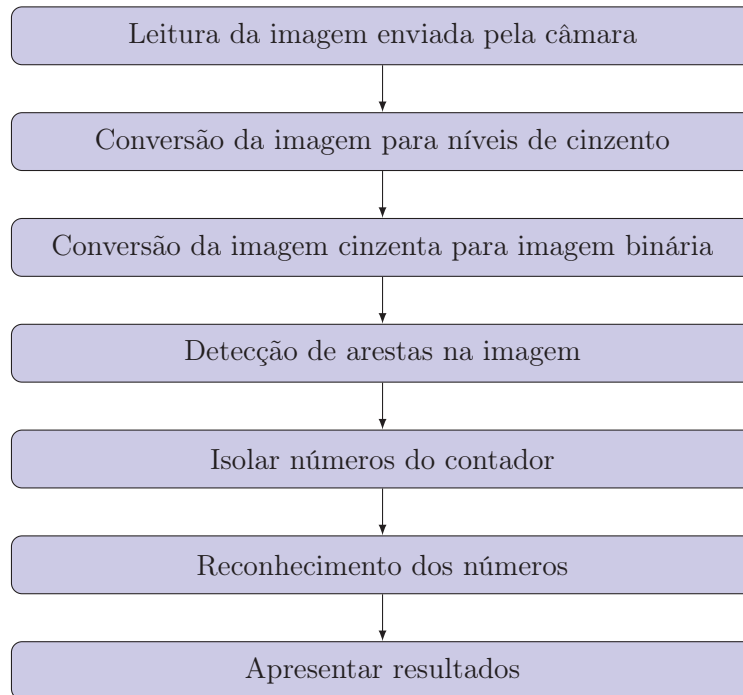 Leitura da imagem enviada pela câmara
Conversão da imagem para níveis de cinzento
Conversão da imagem cinzenta para imagem binária
Detecção de arestas na imagem
Isolar números do contador
Reconhecimento dos números
Apresentar resultados